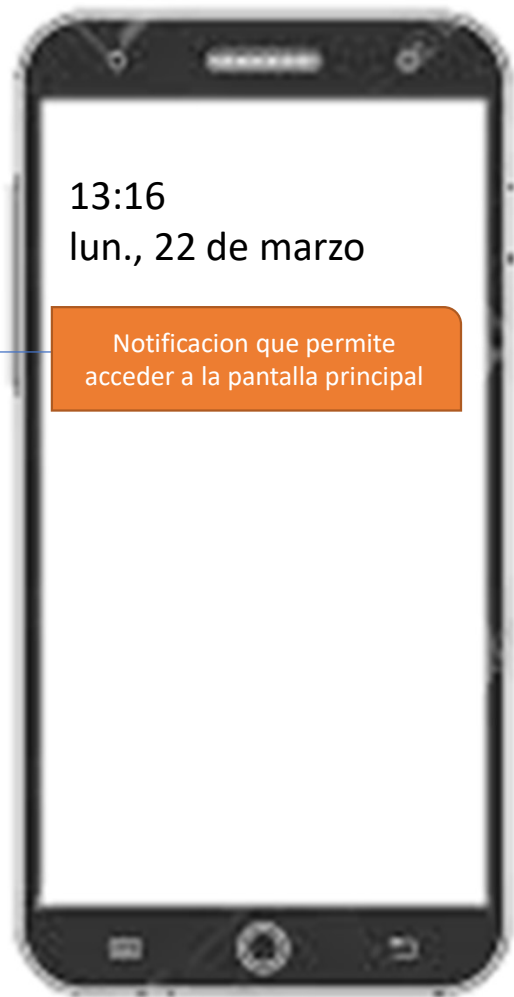 13:16
lun., 22 de marzo
Notificacion que permite
acceder a la pantalla principal